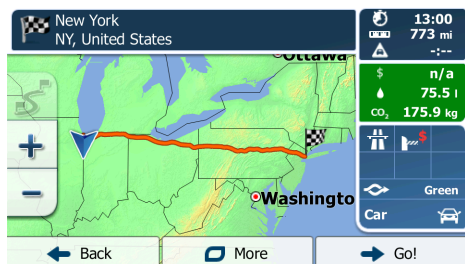 New York
NY, United States
13:00
773 mi
-:--
$ n/a
75.5 l
CO₂ 175.9 kg
Ottawa
$
Washingto
Green
Car
Back
More
Go!